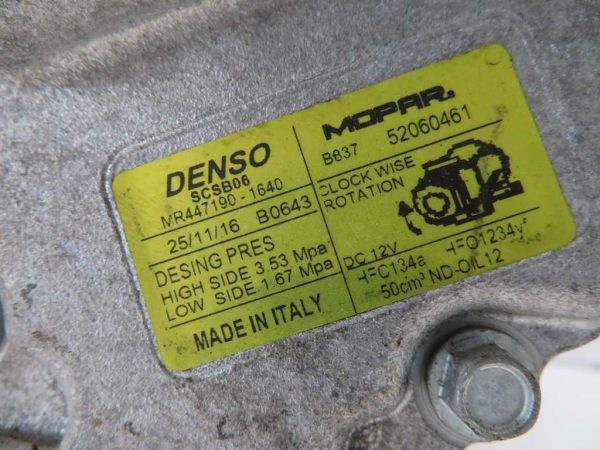 DENSO
SCSB06
MR447190-1640
25/11/16 B0643
DESING PRES
HIGH SIDE 3.53 Mpa
LOW SIDE 1.67 Mpa
MADE IN ITALY
MOPAR
B837 52060461
CLOCK WISE
ROTATION
DC 12V
HFC134a HFO1234y
50cm³ ND-OIL12